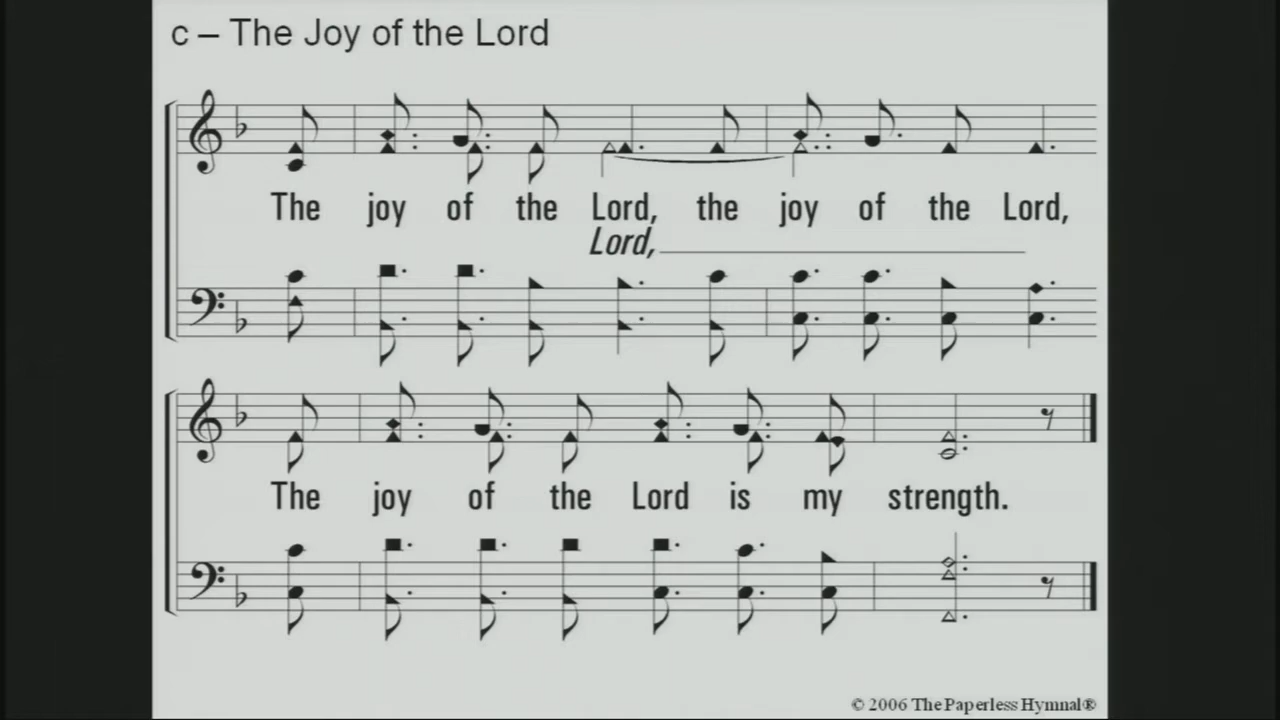 c – The Joy of the Lord
The joy of the Lord, the joy of the Lord,
Lord,
The joy of the Lord is my strength.
© 2006 The Paperless Hymnal®